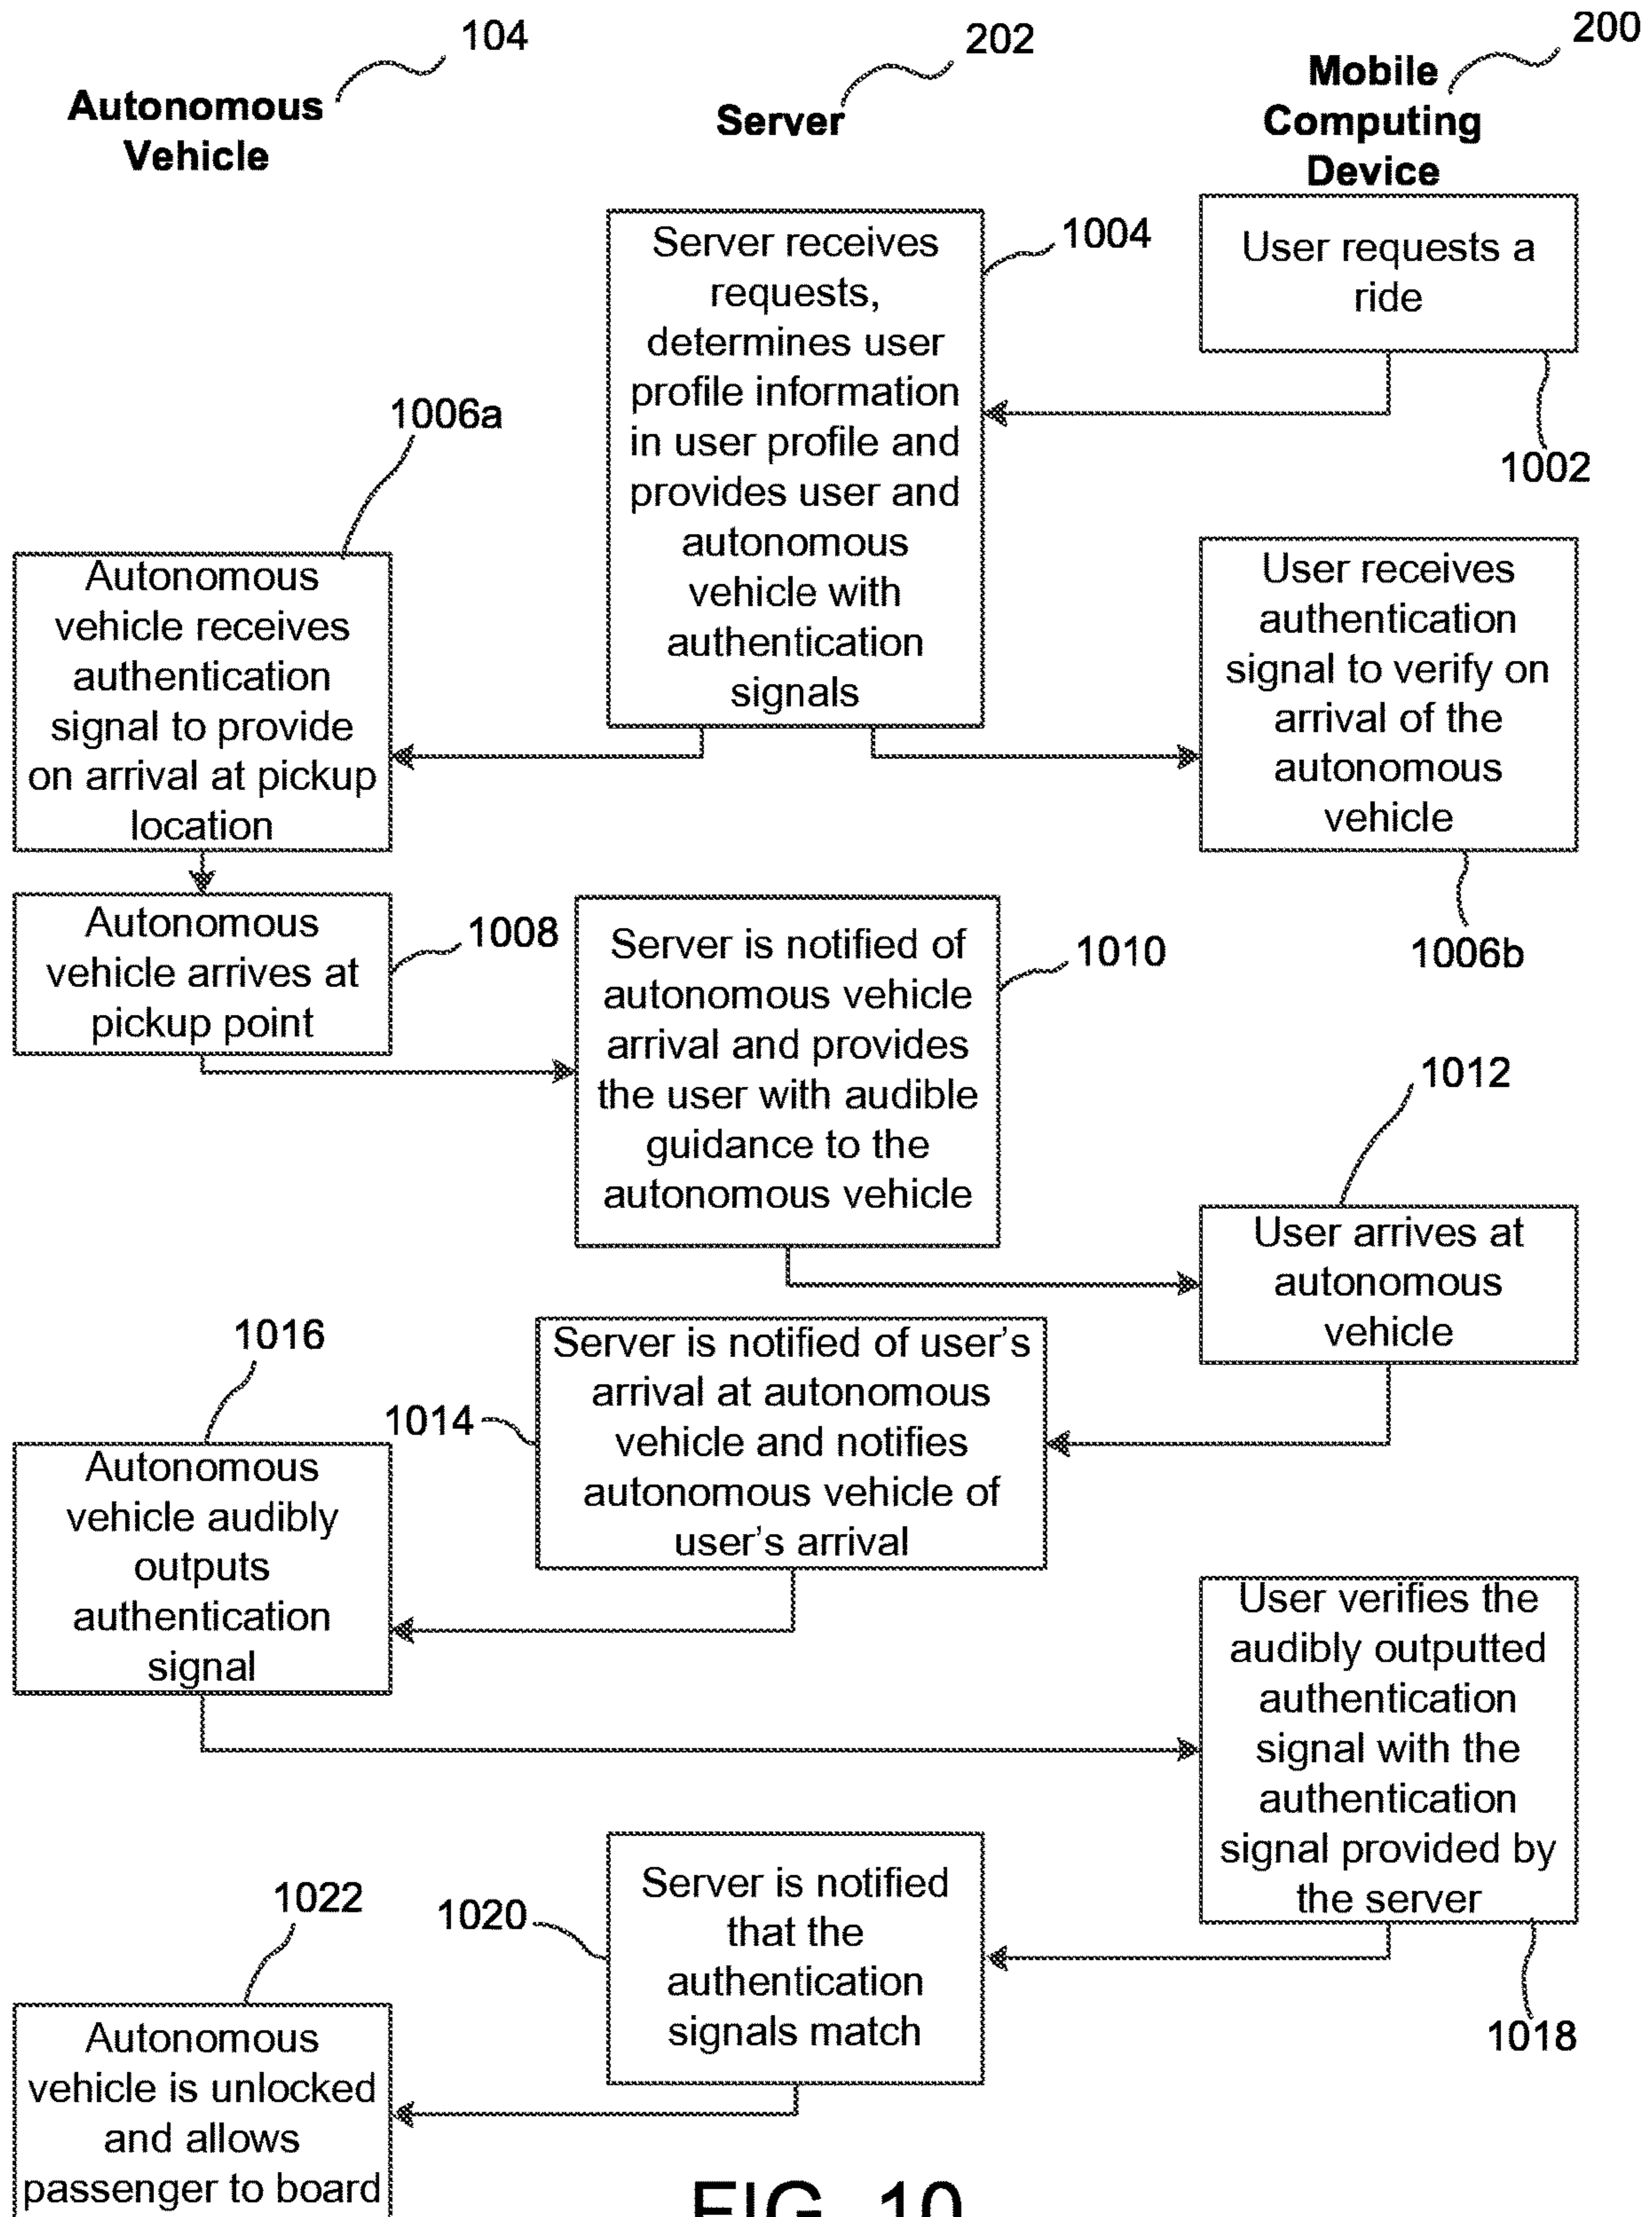 104
Autonomous
Vehicle
202
Server
200
Mobile
Computing
Device
User requests a
ride
1002
1004
Server receives
requests,
determines user
profile information
in user profile and
provides user and
autonomous
vehicle with
authentication
signals
1006a
Autonomous
vehicle receives
authentication
signal to provide
on arrival at pickup
location
User receives
authentication
signal to verify on
arrival of the
autonomous
vehicle
1006b
Autonomous
vehicle arrives at
pickup point
1008
Server is notified of
autonomous vehicle
arrival and provides
the user with audible
guidance to the
autonomous vehicle
1010
1012
User arrives at
autonomous
vehicle
1014
Server is notified of user's
arrival at autonomous
vehicle and notifies
autonomous vehicle of
user's arrival
1016
Autonomous
vehicle audibly
outputs
authentication
signal
User verifies the
audibly outputted
authentication
signal with the
authentication
signal provided by
the server
1018
1020
Server is notified
that the
authentication
signals match
1022
Autonomous
vehicle is unlocked
and allows
passenger to board
FIG. 10